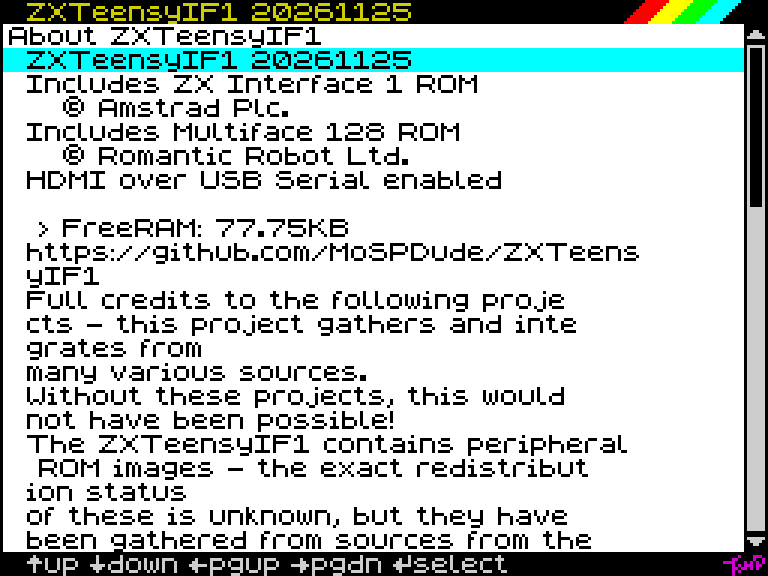 ZXTeensyIF1 20261125
About ZXTeensyIF1
ZXTeensyIF1 20261125
Includes ZX Interface 1 ROM
© Amstrad Plc.
Includes Multiface 128 ROM
© Romantic Robot Ltd.
HDMI over USB Serial enabled
> FreeRAM: 77.75KB
https://github.com/MoSPDude/ZXTeens
yIF1
Full credits to the following proje
cts - this project gathers and inte
grates from
many various sources.
Without these projects, this would
not have been possible!
The ZXTeensyIF1 contains peripheral
ROM images - the exact redistribut
ion status
of these is unknown, but they have
been gathered from sources from the
↑up ↓down ←pgup →pgdn ↵select